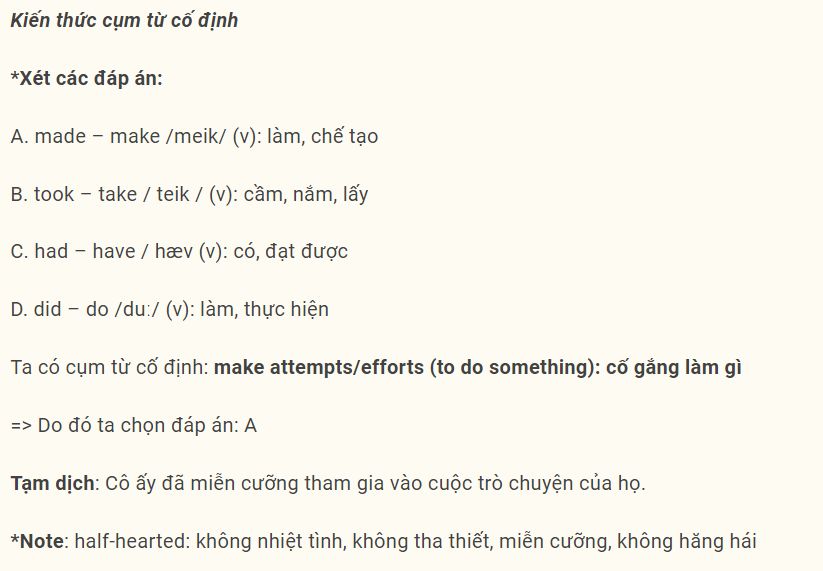 Kiến thức cụm từ cố định
*Xét các đáp án:
A. made – make /meik/ (v): làm, chế tạo
B. took – take / teik / (v): cầm, nắm, lấy
C. had – have / hæv (v): có, đạt được
D. did – do /duː/ (v): làm, thực hiện
Ta có cụm từ cố định: make attempts/efforts (to do something): cố gắng làm gì
=> Do đó ta chọn đáp án: A
Tạm dịch: Cô ấy đã miễn cưỡng tham gia vào cuộc trò chuyện của họ.
*Note: half-hearted: không nhiệt tình, không tha thiết, miễn cưỡng, không hăng hái